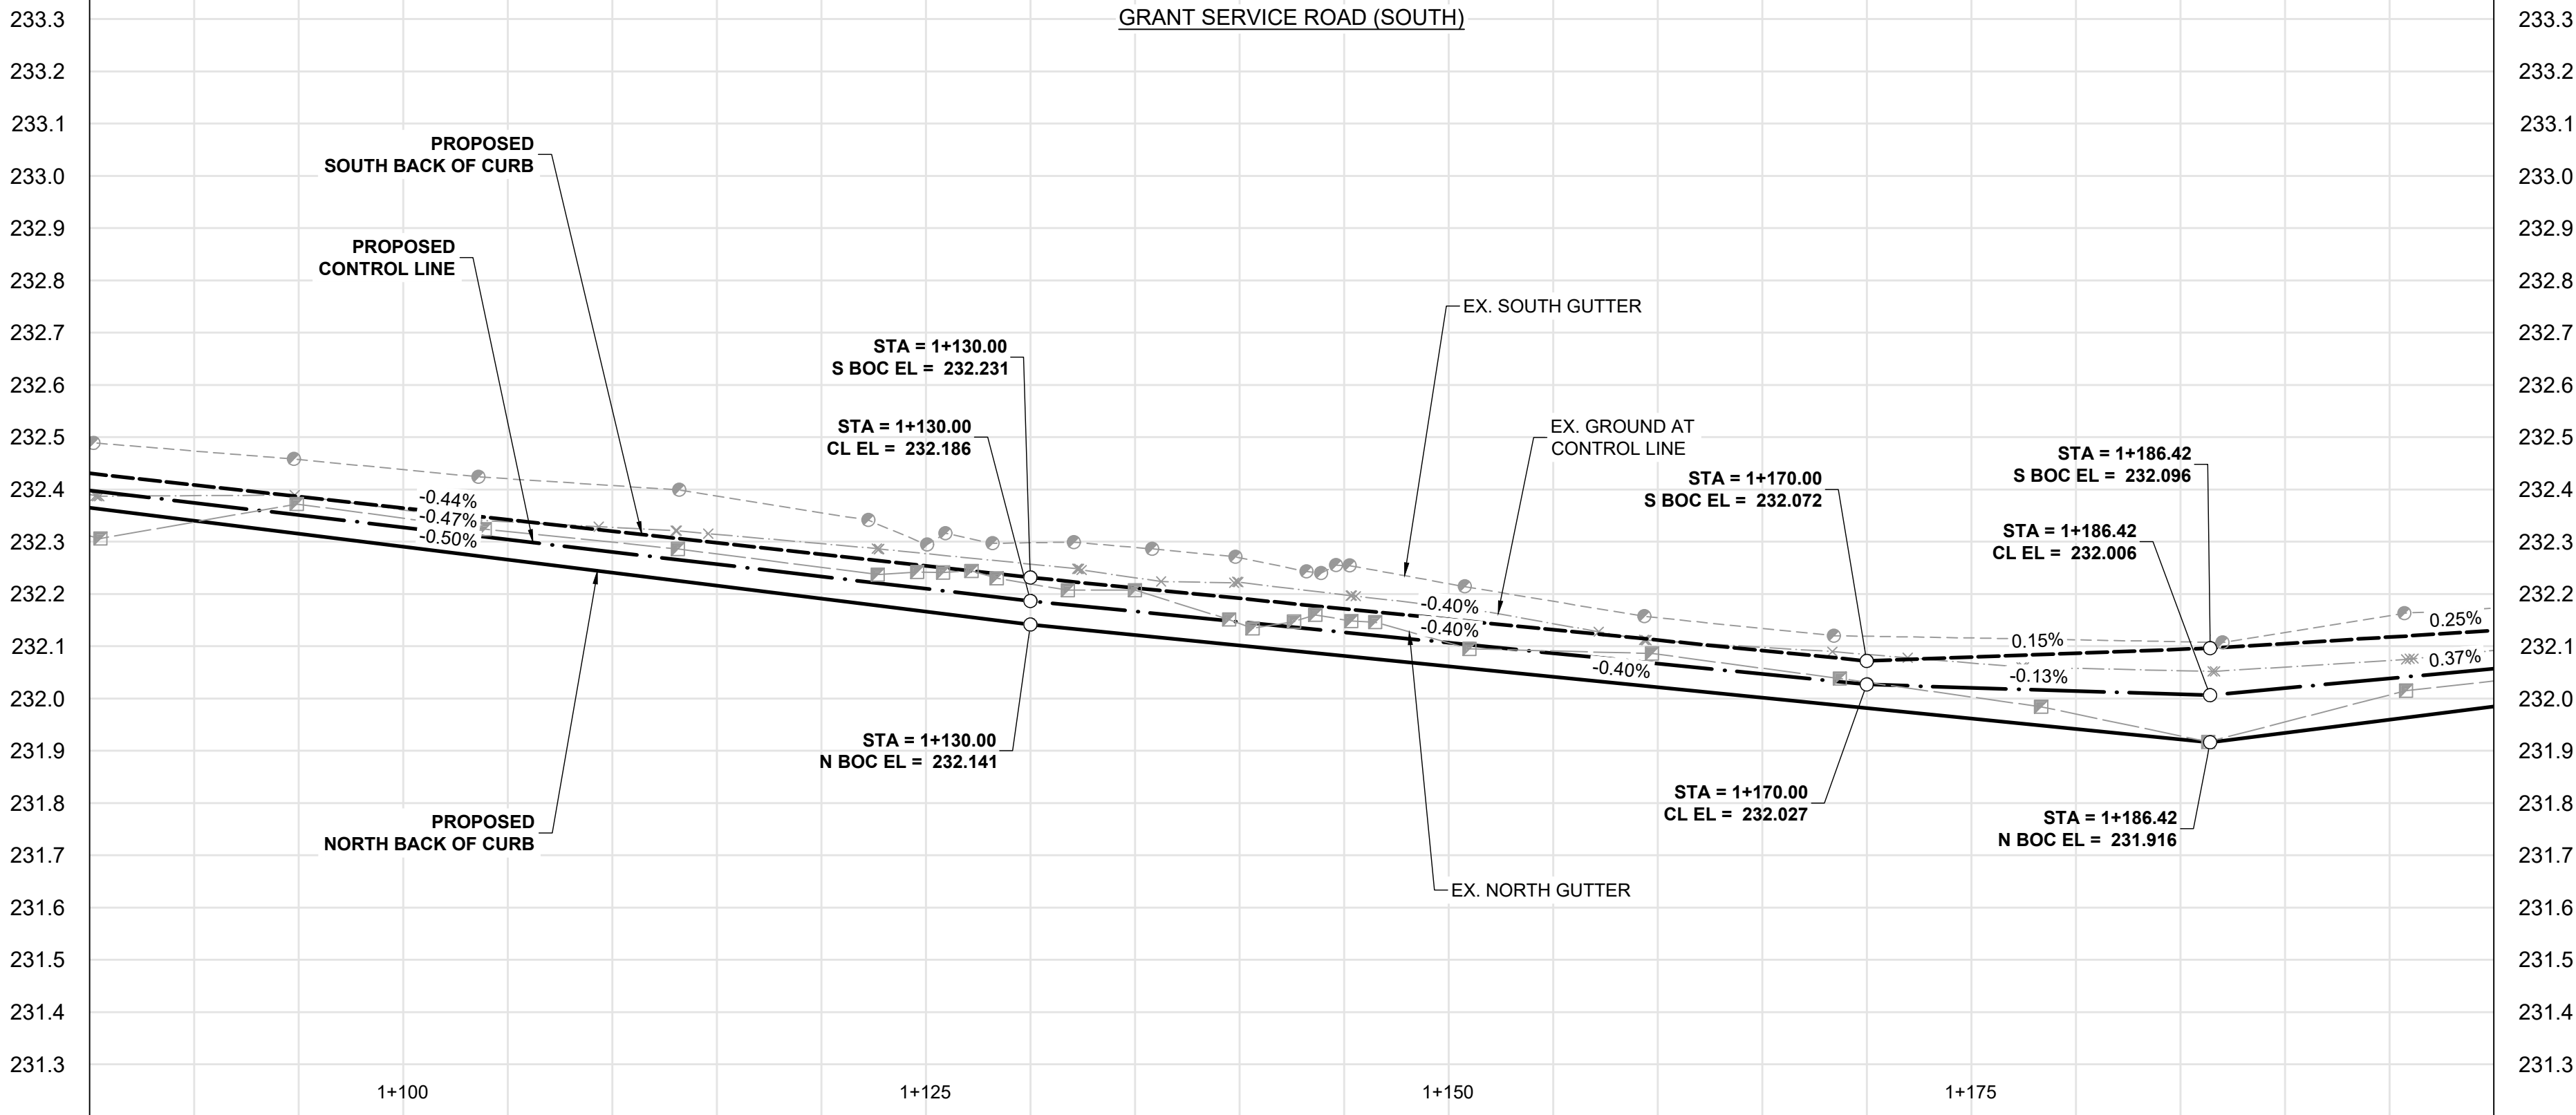 GRANT SERVICE ROAD (SOUTH)
233.3
233.2
233.1
233.0
232.9
232.8
232.7
232.6
232.5
232.4
232.3
232.2
232.1
232.0
231.9
231.8
231.7
231.6
231.5
231.4
231.3
PROPOSED
SOUTH BACK OF CURB
PROPOSED
CONTROL LINE
-0.44%
-0.47%
-0.50%
PROPOSED
NORTH BACK OF CURB
STA = 1+130.00
S BOC EL = 232.231
STA = 1+130.00
CL EL = 232.186
STA = 1+130.00
N BOC EL = 232.141
EX. SOUTH GUTTER
EX. GROUND AT
CONTROL LINE
-0.40%
-0.40%
-0.40%
EX. NORTH GUTTER
STA = 1+170.00
S BOC EL = 232.072
STA = 1+170.00
CL EL = 232.027
STA = 1+186.42
S BOC EL = 232.096
STA = 1+186.42
CL EL = 232.006
0.15%
-0.13%
STA = 1+186.42
N BOC EL = 231.916
0.25%
0.37%
233.3
233.2
233.1
233.0
232.9
232.8
232.7
232.6
232.5
232.4
232.3
232.2
232.1
232.0
231.9
231.8
231.7
231.6
231.5
231.4
231.3
1+100
1+125
1+150
1+175